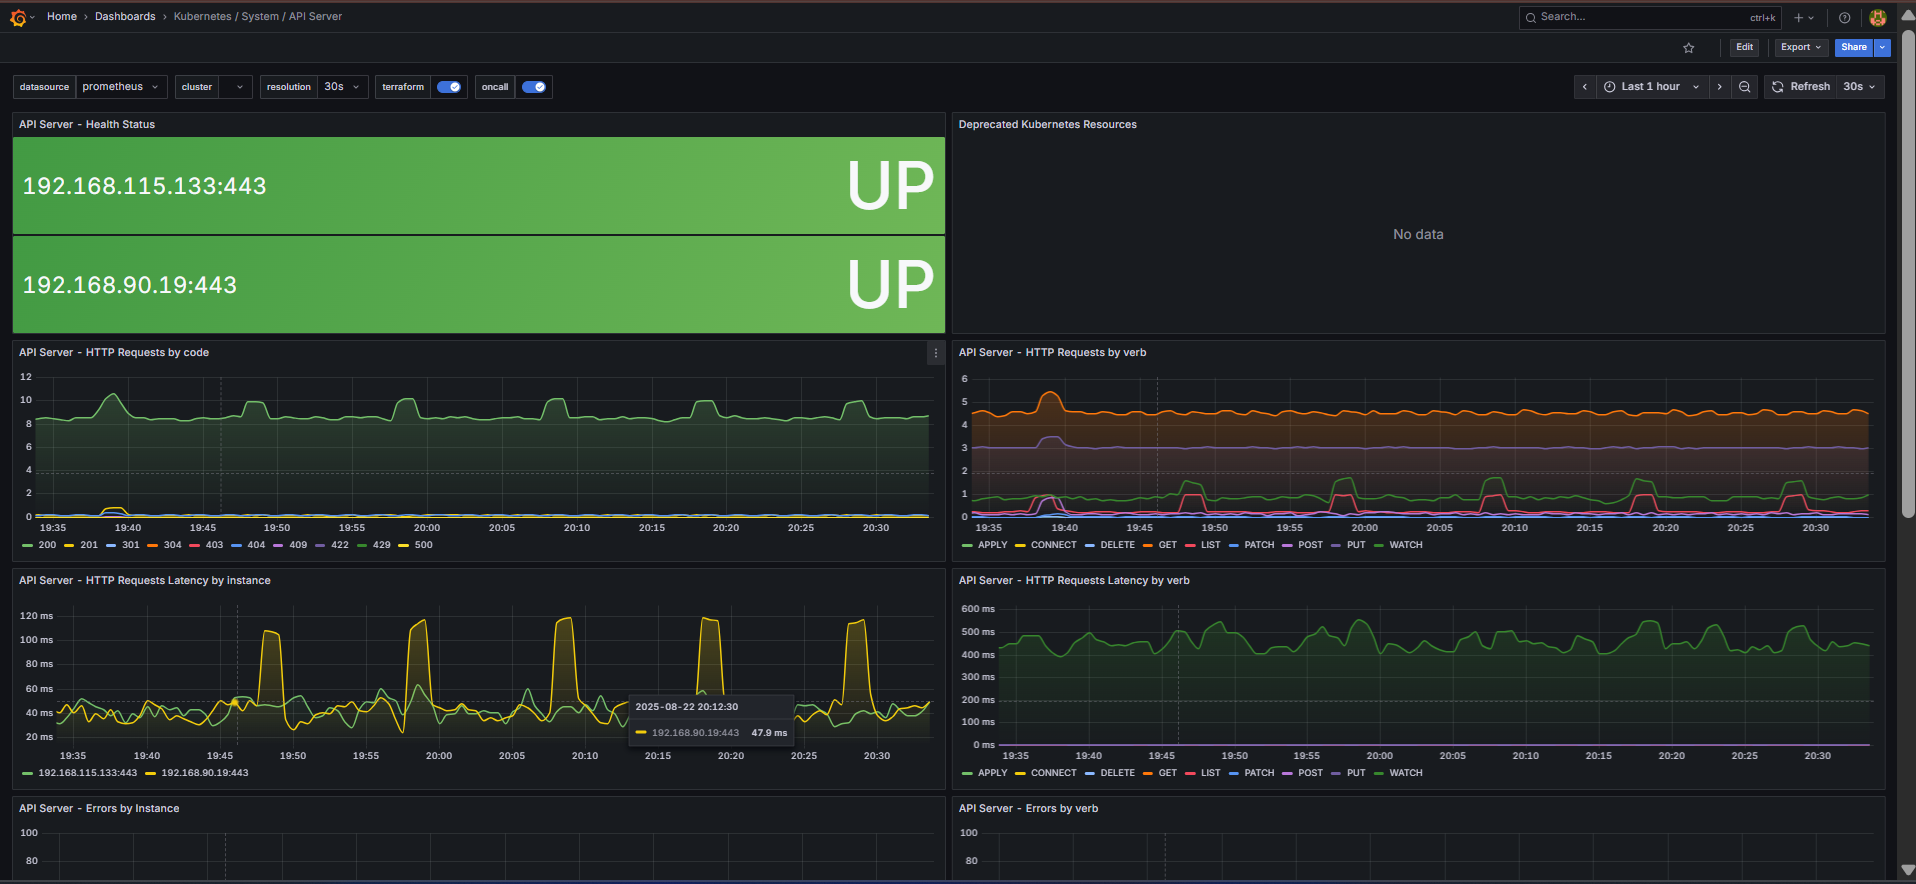 Home › Dashboards › Kubernetes / System / API Server
Search... ctrl+k
Edit Export Share
datasource prometheus cluster resolution 30s terraform oncall Last 1 hour Refresh 30s
API Server - Health Status
192.168.115.133:443 UP
192.168.90.19:443 UP
Deprecated Kubernetes Resources
No data
API Server - HTTP Requests by code
12
10
8
6
4
2
0
19:35 19:40 19:45 19:50 19:55 20:00 20:05 20:10 20:15 20:20 20:25 20:30
200 201 301 304 403 404 409 422 429 500
API Server - HTTP Requests by verb
6
5
4
3
2
1
0
19:35 19:40 19:45 19:50 19:55 20:00 20:05 20:10 20:15 20:20 20:25 20:30
APPLY CONNECT DELETE GET LIST PATCH POST PUT WATCH
API Server - HTTP Requests Latency by instance
120 ms
100 ms
80 ms
60 ms
40 ms
20 ms
19:35 19:40 19:45 19:50 19:55 20:00 20:05 20:10 20:15 20:20 20:25 20:30
192.168.115.133:443 192.168.90.19:443
2025-08-22 20:12:30
192.168.90.19:443 47.9 ms
API Server - HTTP Requests Latency by verb
600 ms
500 ms
400 ms
300 ms
200 ms
100 ms
0 ms
19:35 19:40 19:45 19:50 19:55 20:00 20:05 20:10 20:15 20:20 20:25 20:30
APPLY CONNECT DELETE GET LIST PATCH POST PUT WATCH
API Server - Errors by Instance
100
80
API Server - Errors by verb
100
80